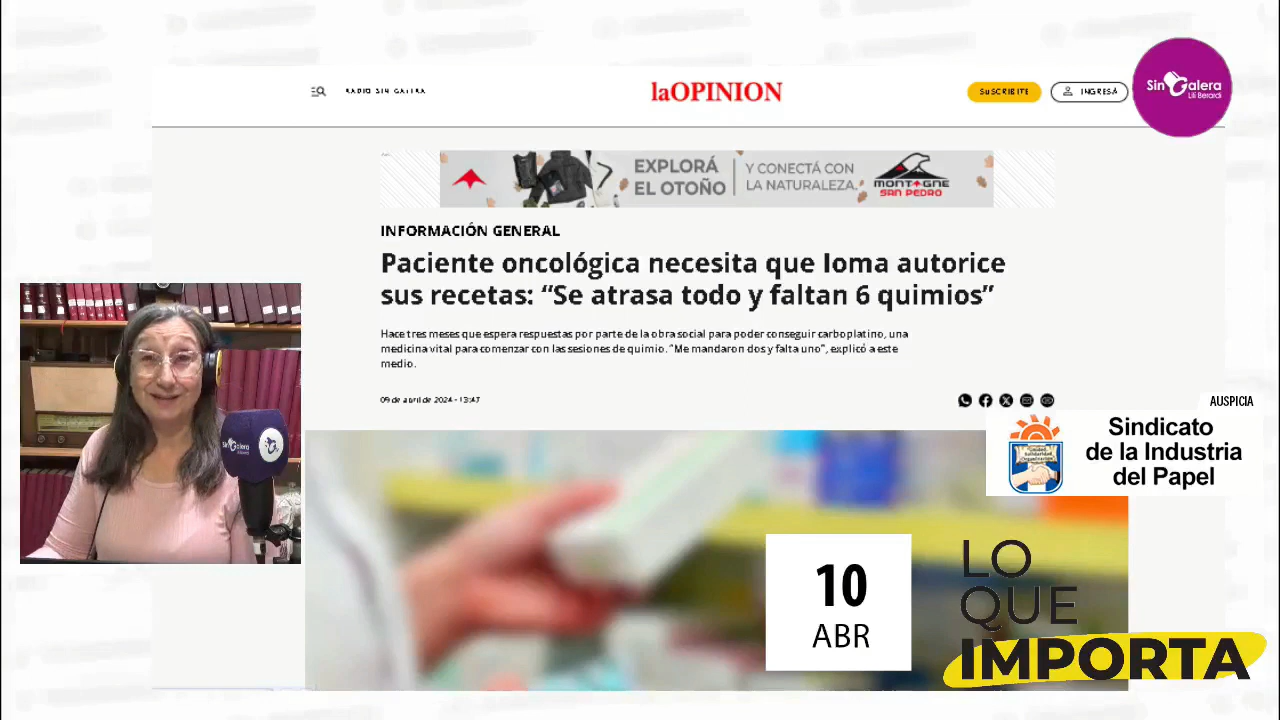 RADIO SIN GALERA
laOPINION
SUSCRIBITE
INGRESÁ
Sin Galera
Lilí Berardi
EXPLORÁ
EL OTOÑO
Y CONECTÁ CON
LA NATURALEZA.
MONTAGNE
SAN PEDRO
INFORMACIÓN GENERAL
Paciente oncológica necesita que Ioma autorice
sus recetas: “Se atrasa todo y faltan 6 quimios”
Hace tres meses que espera respuestas por parte de la obra social para poder conseguir carboplatino, una
medicina vital para comenzar con las sesiones de quimio. “Me mandaron dos y falta uno”, explicó a este
medio.
09 de abril de 2024 - 13:47
AUSPICIA
Sindicato
de la Industria
del Papel
Sin Galera
10
ABR
LO
QUE
IMPORTA